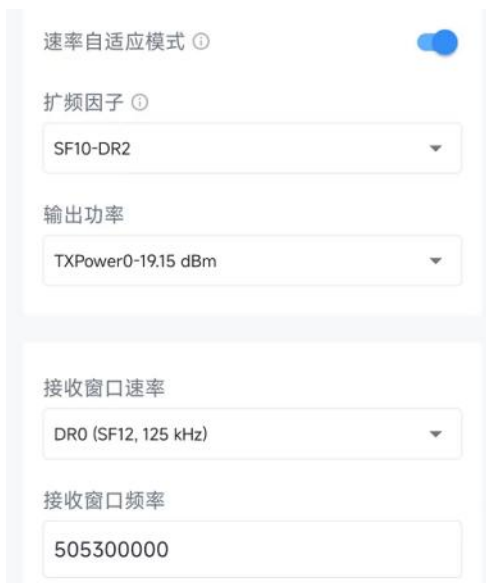 速率自适应模式
扩频因子
SF10-DR2
输出功率
TXPower0-19.15 dBm
接收窗口速率
DR0 (SF12, 125 kHz)
接收窗口频率
505300000